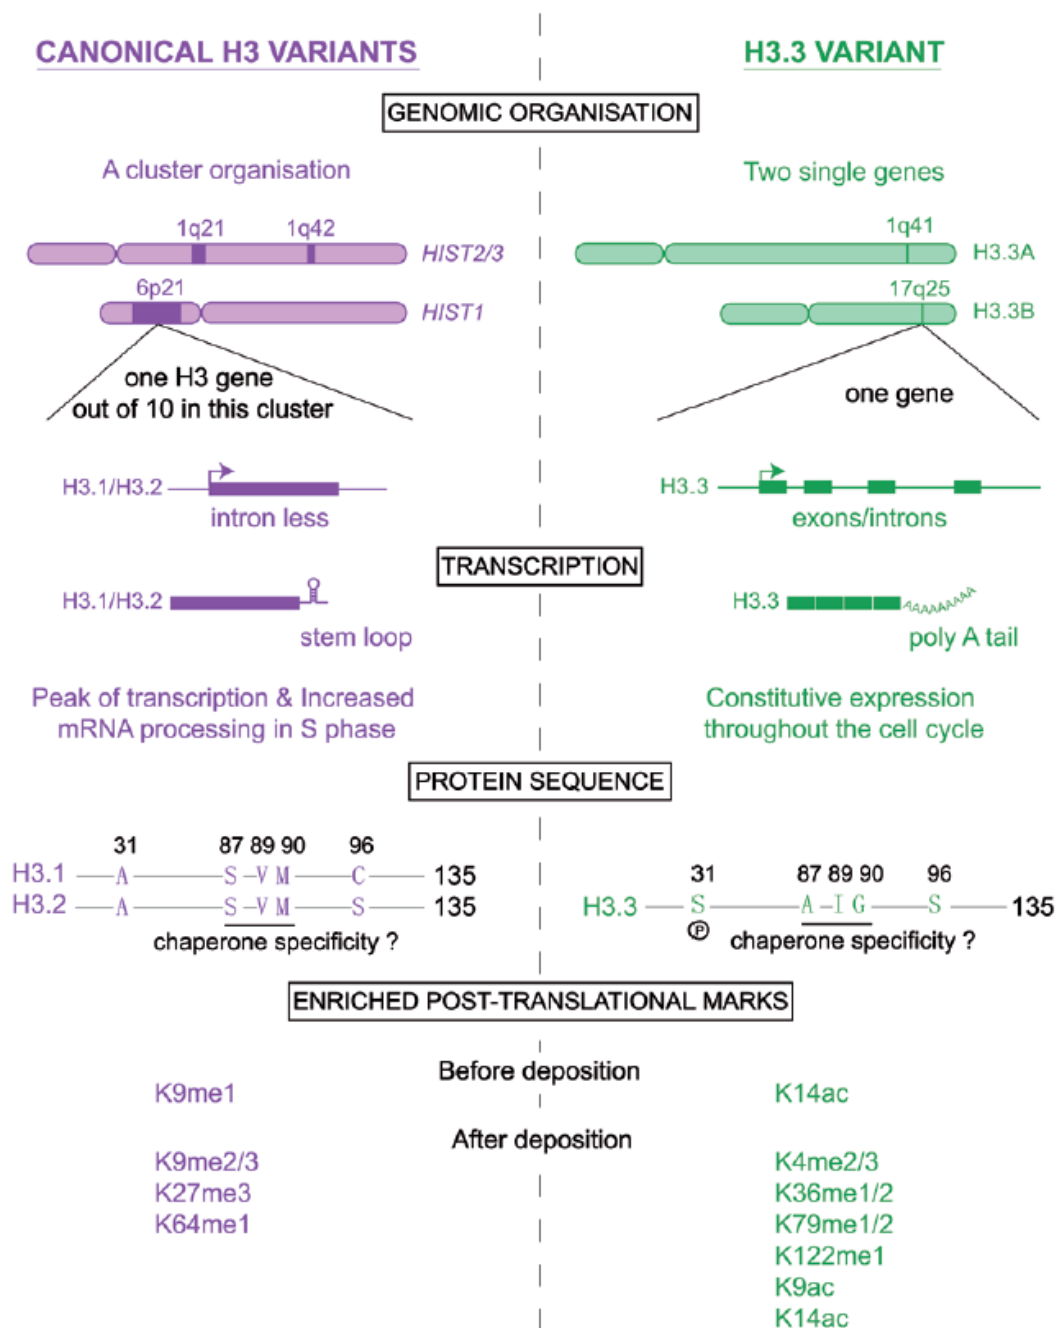 CANONICAL H3 VARIANTS
H3.3 VARIANT
GENOMIC ORGANISATION
A cluster organisation
Two single genes
1q21 1q42
HIST2/3
6p21
HIST1
1q41
H3.3A
17q25
H3.3B
one H3 gene
out of 10 in this cluster
one gene
H3.1/H3.2
intron less
H3.3
exons/introns
TRANSCRIPTION
H3.1/H3.2
stem loop
H3.3
AAAAAAAAA
poly A tail
Peak of transcription & Increased
mRNA processing in S phase
Constitutive expression
throughout the cell cycle
PROTEIN SEQUENCE
31 87 89 90 96
H3.1 A S V M C 135
H3.2 A S V M S 135
chaperone specificity ?
31 87 89 90 96
H3.3 S A I G S 135
P
chaperone specificity ?
ENRICHED POST-TRANSLATIONAL MARKS
Before deposition
K9me1
K14ac
After deposition
K9me2/3
K27me3
K64me1
K4me2/3
K36me1/2
K79me1/2
K122me1
K9ac
K14ac